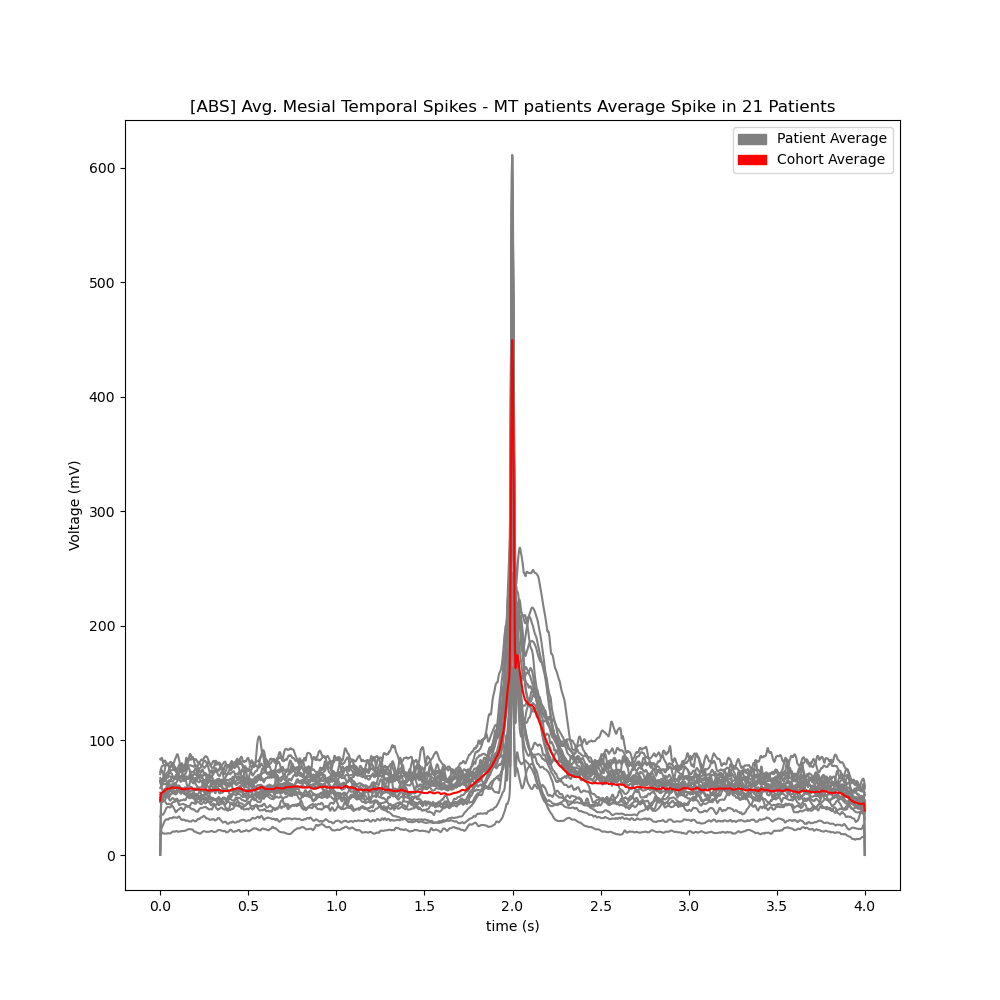 [ABS] Avg. Mesial Temporal Spikes - MT patients Average Spike in 21 Patients
Patient Average
Cohort Average
600
500
400
300
200
100
0
Voltage (mV)
0.0 0.5 1.0 1.5 2.0 2.5 3.0 3.5 4.0
time (s)